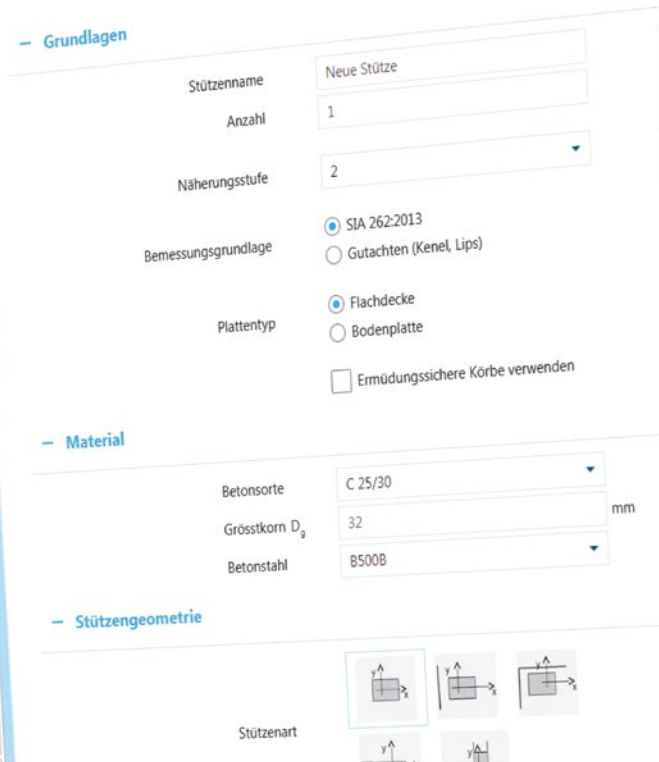 − Grundlagen
Stützenname Neue Stütze
Anzahl 1
Näherungsstufe 2
Bemessungsgrundlage SIA 262:2013
Gutachten (Kenel, Lips)
Plattentyp Flachdecke
Bodenplatte
Ermüdungssichere Körbe verwenden
− Material
Betonsorte C 25/30
Grösstkorn Dg 32 mm
Betonstahl B500B
− Stützengeometrie
y y y
x x x
Stützenart
y y